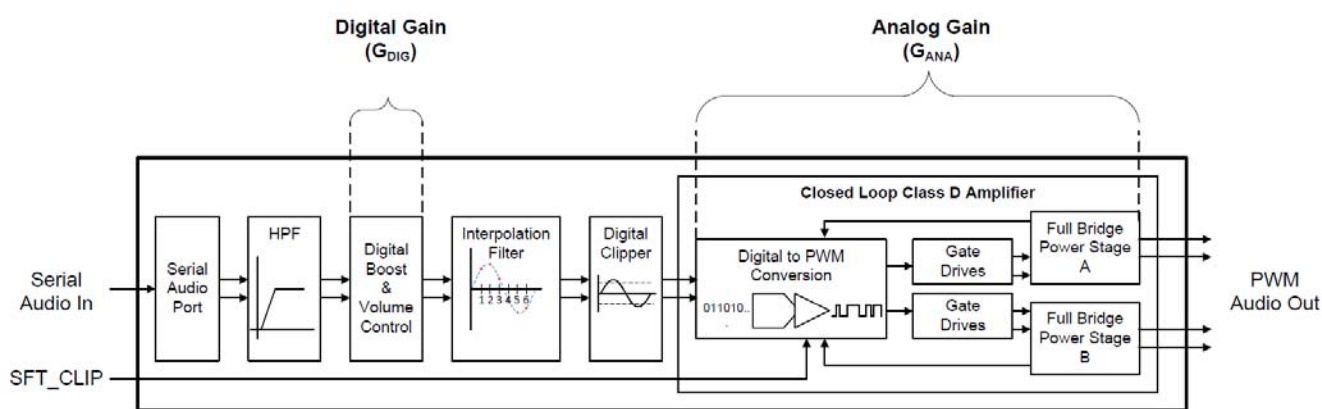 Digital Gain
(GDIG)
Analog Gain
(GANA)
Closed Loop Class D Amplifier
Serial
Audio In
Serial
Audio
Port
HPF
Digital
Boost
&
Volume
Control
Interpolation
Filter
1 2 3 4 5 6
Digital
Clipper
Digital to PWM
Conversion
011010..
.
Gate
Drives
Full Bridge
Power Stage
A
Gate
Drives
Full Bridge
Power Stage
B
PWM
Audio Out
SFT_CLIP